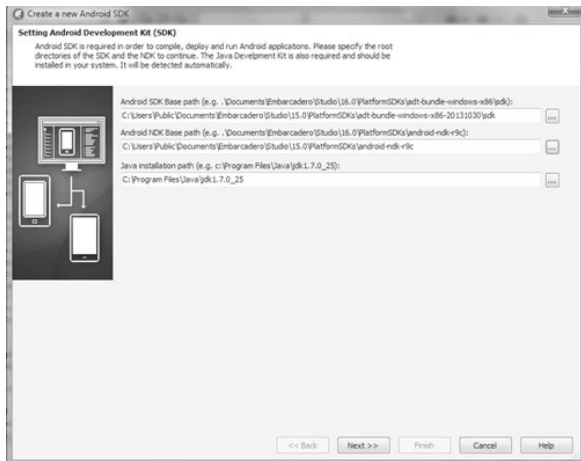 Create a new Android SDK
Setting Android Development Kit (SDK)
Android SDK is required in order to compile, deploy and run Android applications. Please specify the root
directories of the SDK and the NDK to continue. The Java Develpment Kit is also required and should be
installed in your system. It will be detected automatically.
Android SDK Base path (e.g. .\Documents\Embarcadero\Studio\16.0\PlatformSDKs\adt-bundle-windows-x86\sdk):
C:\Users\Public\Documents\Embarcadero\Studio\15.0\PlatformSDKs\adt-bundle-windows-x86-20131030\sdk
...
Android NDK Base path (e.g. .\Documents\Embarcadero\Studio\16.0\PlatformSDKs\android-ndk-r9c):
C:\Users\Public\Documents\Embarcadero\Studio\15.0\PlatformSDKs\android-ndk-r9c
...
Java installation path (e.g. c:\Program Files\Java\jdk1.7.0_25):
C:\Program Files\Java\jdk1.7.0_25
...
<< Back Next >> Finish Cancel Help